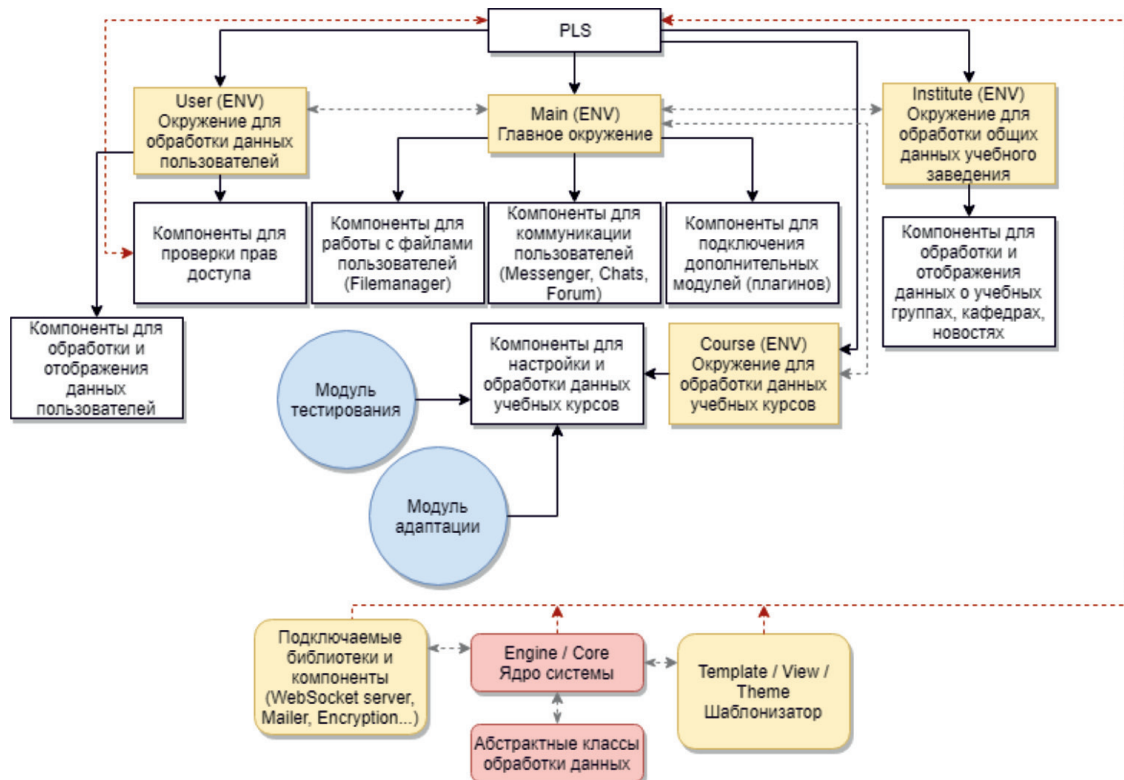 PLS
User (ENV)
Окружение для
обработки данных
пользователей
Main (ENV)
Главное окружение
Institute (ENV)
Окружение для
обработки общих
данных учебного
заведения
Компоненты для
проверки прав
доступа
Компоненты для
работы с файлами
пользователей
(Filemanager)
Компоненты для
коммуникации
пользователей
(Messenger, Chats,
Forum)
Компоненты для
подключения
дополнительных
модулей (плагинов)
Компоненты для
обработки и
отображения
данных о учебных
группах, кафедрах,
новостях
Компоненты для
обработки и
отображения
данных
пользователей
Модуль
тестирования
Компоненты для
настройки и
обработки данных
учебных курсов
Course (ENV)
Окружение для
обработки данных
учебных курсов
Модуль
адаптации
Подключаемые
библиотеки и
компоненты
(WebSocket server,
Mailer, Encryption...)
Engine / Core
Ядро системы
Template / View /
Theme
Шаблонизатор
Абстрактные классы
обработки данных